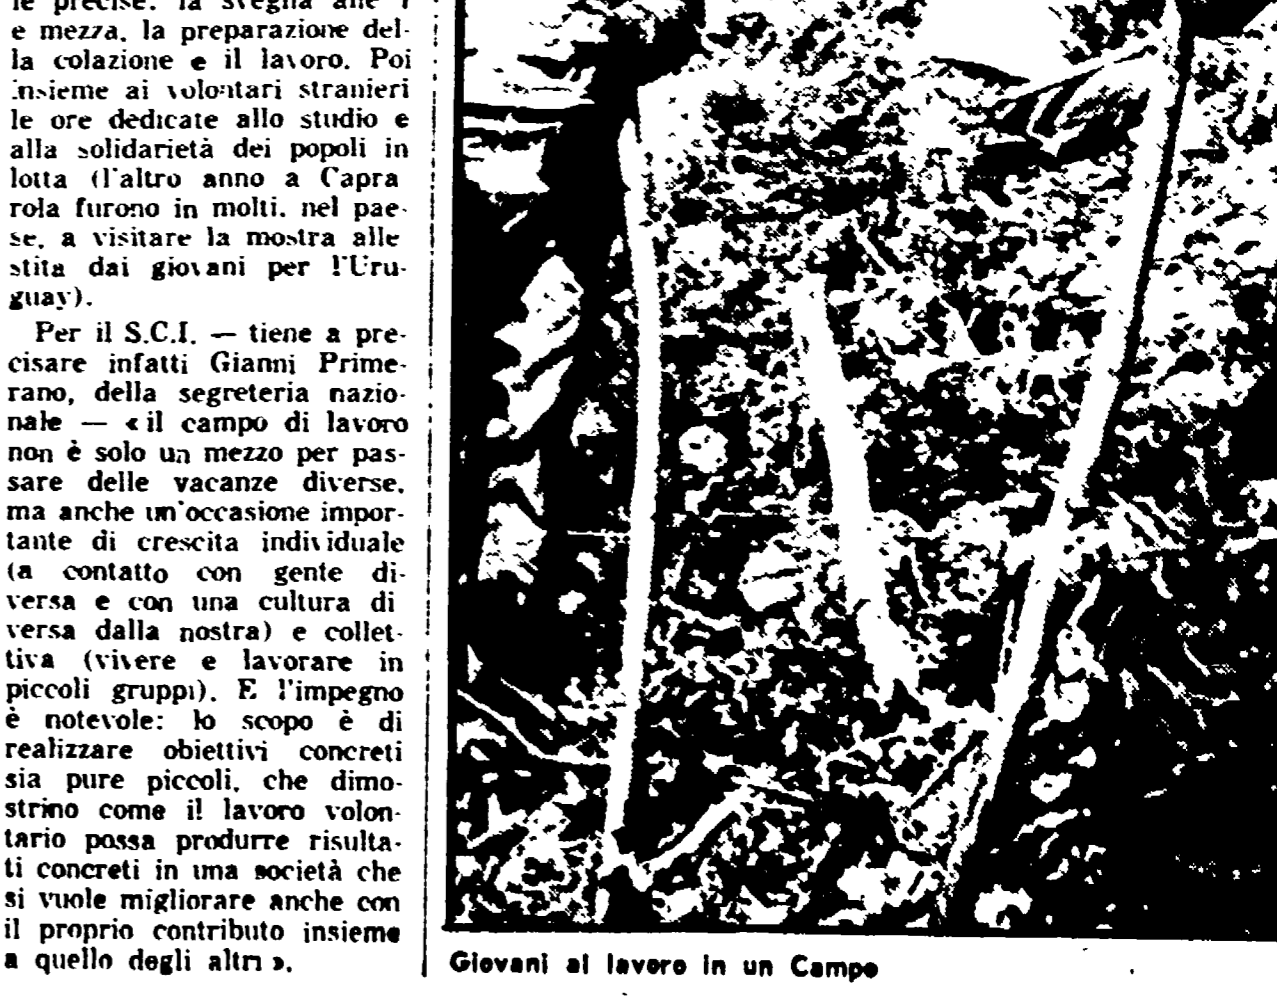 le precise: la sveglia alle 7
e mezza, la preparazione del-
la colazione e il lavoro. Poi
insieme ai volontari stranieri
le ore dedicate allo studio e
alla solidarietà dei popoli in
lotta (l'altro anno a Capra
rola furono in molti, nel pae-
se, a visitare la mostra alle
stita dai giovani per l'Uru-
guay).
Per il S.C.I. — tiene a pre-
cisare infatti Gianni Prime-
rano, della segreteria nazio-
nale — « il campo di lavoro
non è solo un mezzo per pas-
sare delle vacanze diverse,
ma anche un'occasione impor-
tante di crescita individuale
(a contatto con gente di-
versa e con una cultura di
versa dalla nostra) e collet-
tiva (vivere e lavorare in
piccoli gruppi). E l'impegno
è notevole: lo scopo è di
realizzare obiettivi concreti
sia pure piccoli, che dimo-
strino come il lavoro volon-
tario possa produrre risulta-
ti concreti in una società che
si vuole migliorare anche con
il proprio contributo insieme
a quello degli altri ».
Giovani al lavoro in un Campo